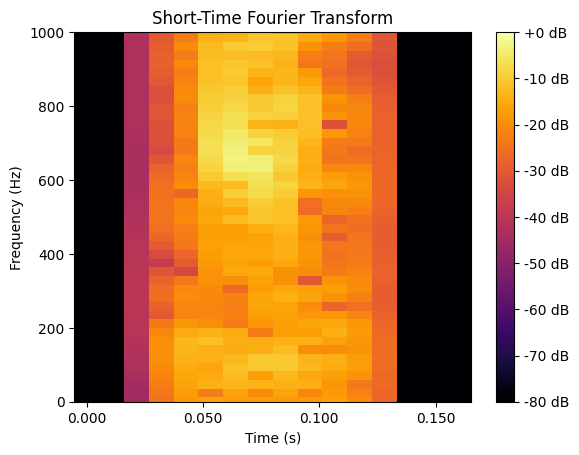 Short-Time Fourier Transform
1000
800
600
400
200
0
Frequency (Hz)
0.000
0.050
0.100
0.150
Time (s)
+0 dB
-10 dB
-20 dB
-30 dB
-40 dB
-50 dB
-60 dB
-70 dB
-80 dB